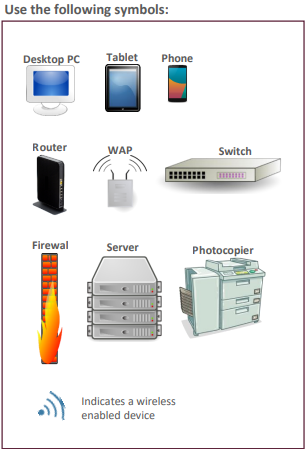 Use the following symbols:
Desktop PC
Tablet
Phone
Router
WAP
Switch
Firewal
Server
Photocopier
Indicates a wireless
enabled device